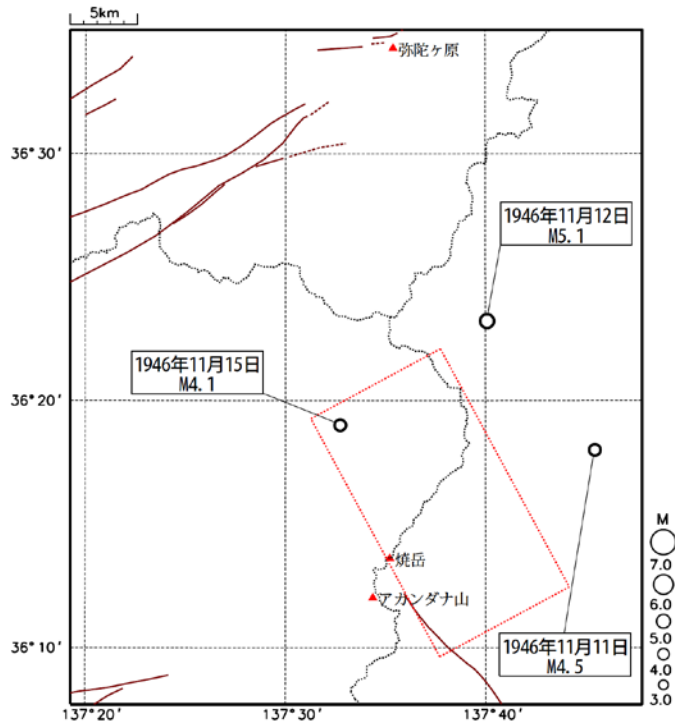 5km
弥陀ヶ原
36°30′
1946年11月12日
M5.1
1946年11月15日
M4.1
36°20′
焼岳
アカンダナ山
36°10′
1946年11月11日
M4.5
M
7.0
6.0
5.0
4.0
3.0
137°20′
137°30′
137°40′